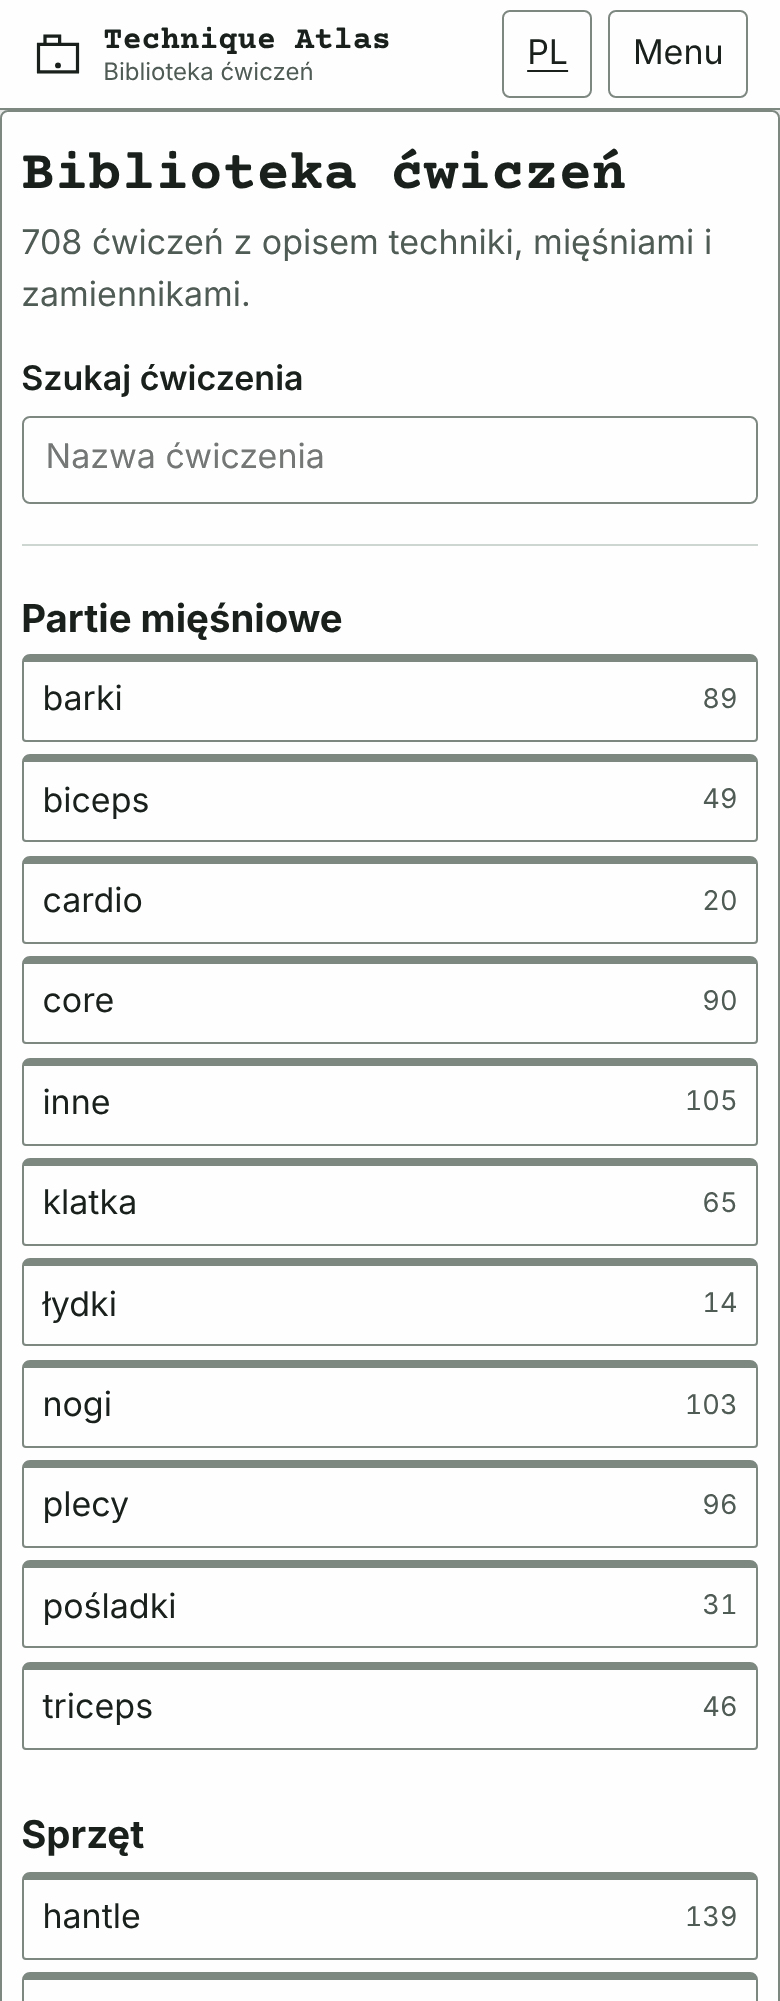 Technique Atlas
Biblioteka ćwiczeń
PL
Menu
Biblioteka ćwiczeń
708 ćwiczeń z opisem techniki, mięśniami i
zamiennikami.
Szukaj ćwiczenia
Nazwa ćwiczenia
Partie mięśniowe
barki 89
biceps 49
cardio 20
core 90
inne 105
klatka 65
łydki 14
nogi 103
plecy 96
pośladki 31
triceps 46
Sprzęt
hantle 139